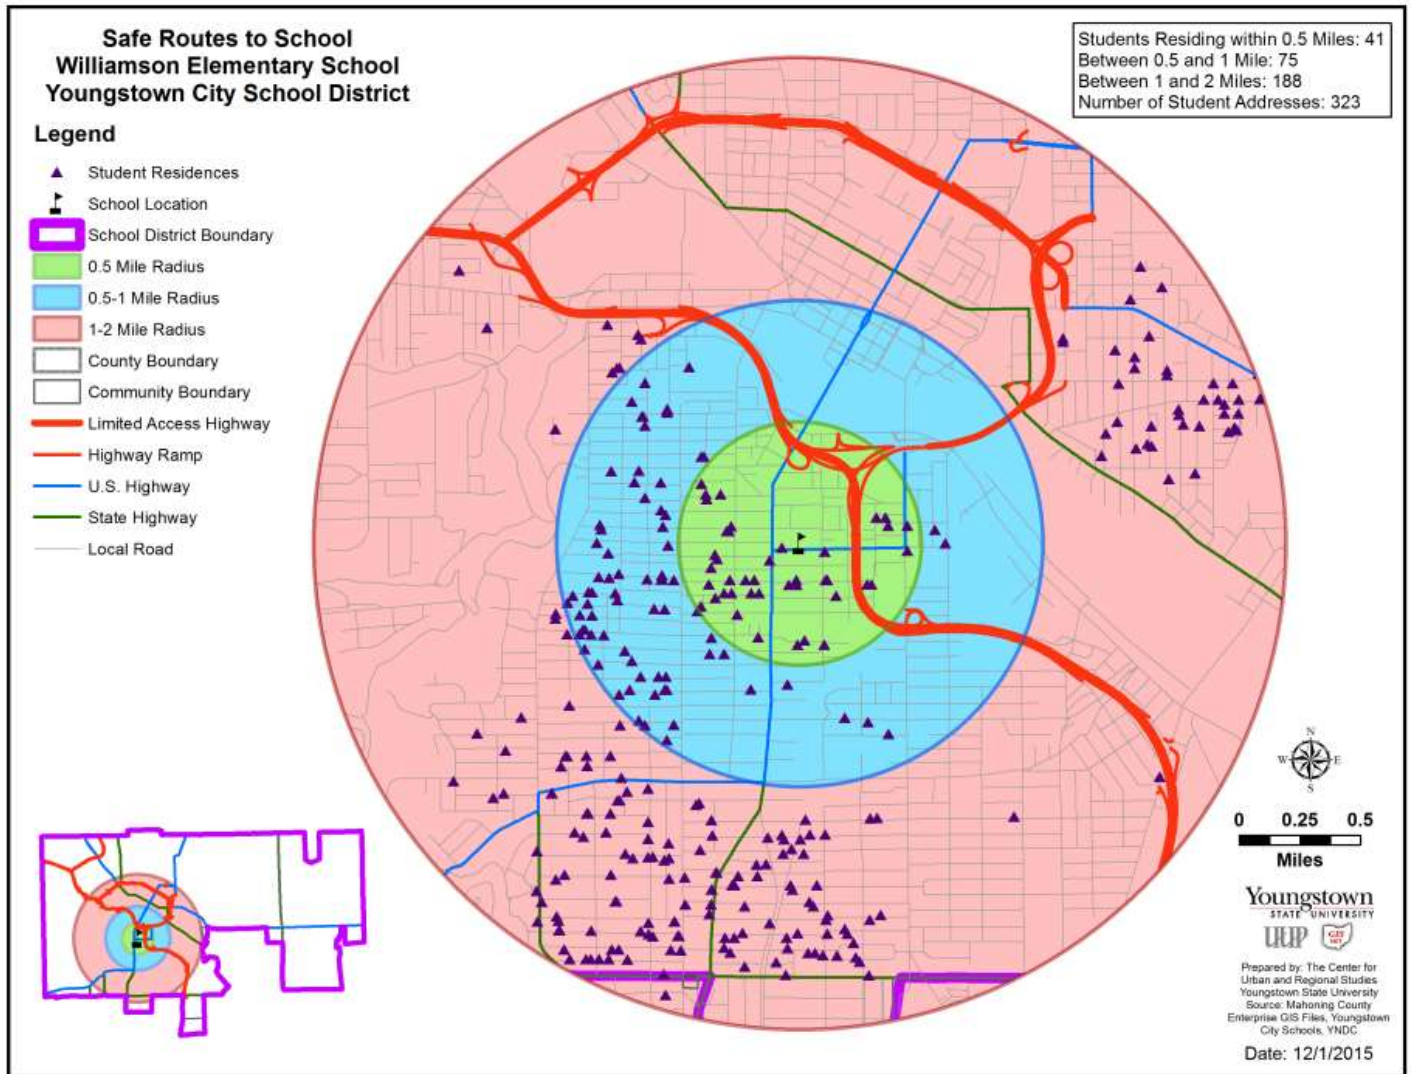 Safe Routes to School
Williamson Elementary School
Youngstown City School District
Students Residing within 0.5 Miles: 41
Between 0.5 and 1 Mile: 75
Between 1 and 2 Miles: 188
Number of Student Addresses: 323
Legend
Student Residences
School Location
School District Boundary
0.5 Mile Radius
0.5-1 Mile Radius
1-2 Mile Radius
County Boundary
Community Boundary
Limited Access Highway
Highway Ramp
U.S. Highway
State Highway
Local Road
N
W E
S
0 0.25 0.5
Miles
Youngstown
STATE UNIVERSITY
UUP GIS
Prepared by: The Center for
Urban and Regional Studies
Youngstown State University
Source: Mahoning County
Enterprise GIS Files, Youngstown
City Schools, YNDC
Date: 12/1/2015